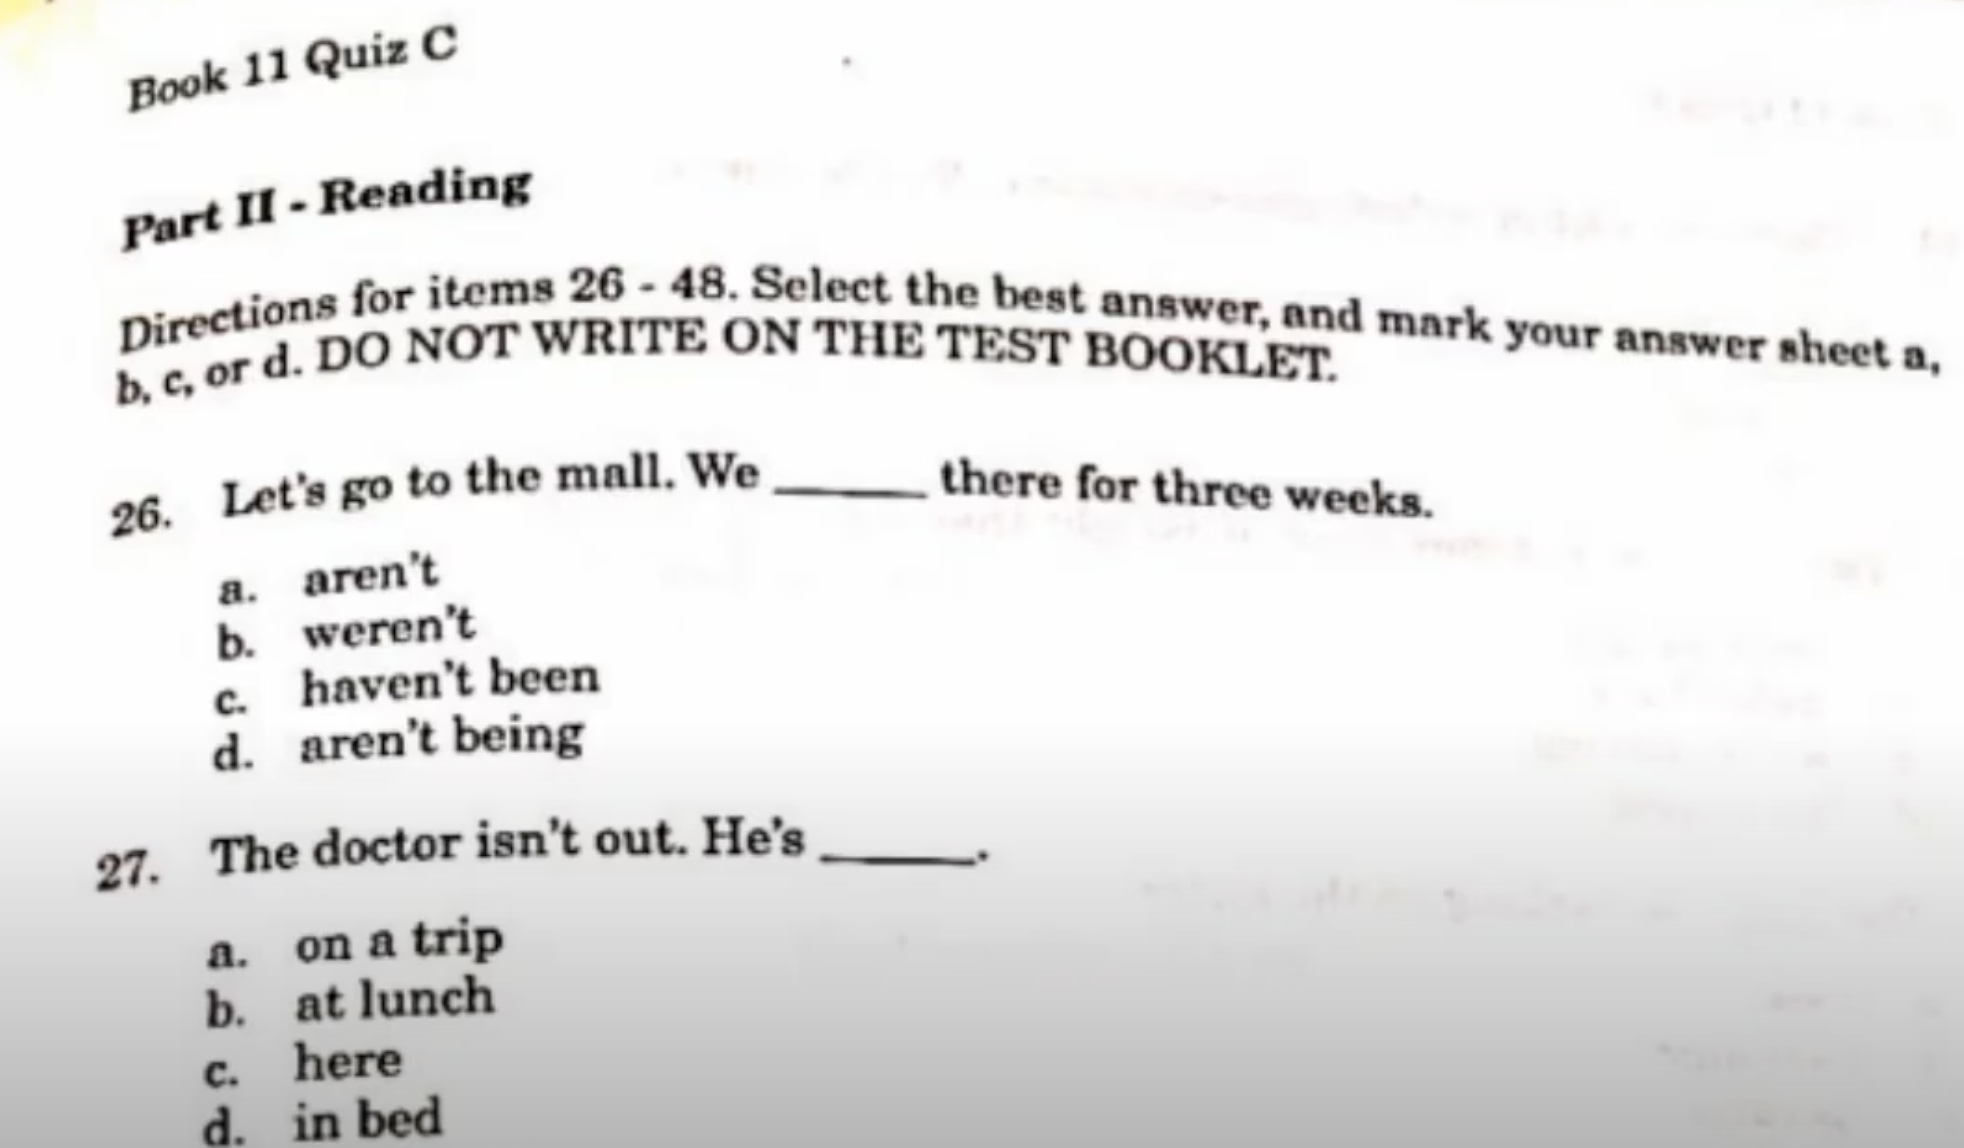 Book 11 Quiz C
Part II - Reading
Directions for items 26 - 48. Select the best answer, and mark your answer sheet a,
b, c, or d. DO NOT WRITE ON THE TEST BOOKLET.
26. Let's go to the mall. We ______ there for three weeks.
a. aren't
b. weren't
c. haven't been
d. aren't being
27. The doctor isn't out. He's ______.
a. on a trip
b. at lunch
c. here
d. in bed